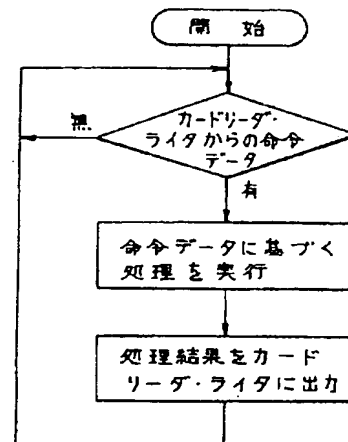 開始
カードリーダ・
ライタからの命令
データ
無
有
命令データに基づく
処理を実行
処理結果をカード
リーダ・ライタに出力